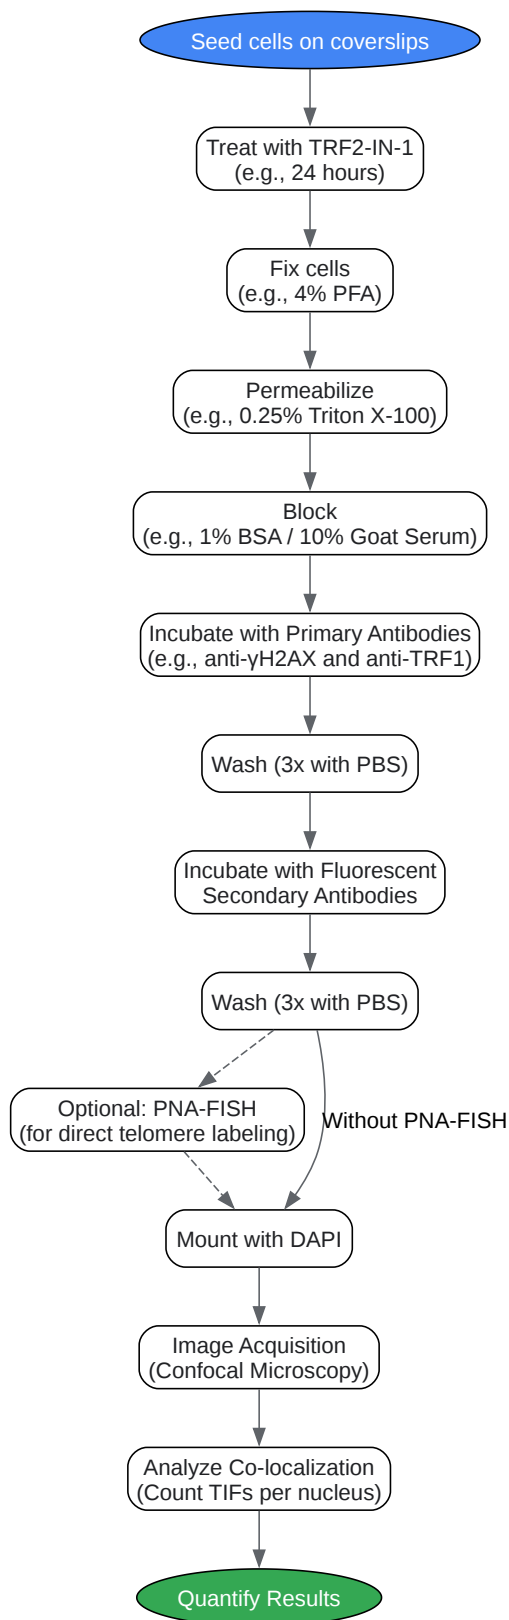 Seed cells on coverslips
Treat with TRF2-IN-1
(e.g., 24 hours)
Fix cells
(e.g., 4% PFA)
Permeabilize
(e.g., 0.25% Triton X-100)
Block
(e.g., 1% BSA / 10% Goat Serum)
Incubate with Primary Antibodies
(e.g., anti-γH2AX and anti-TRF1)
Wash (3x with PBS)
Incubate with Fluorescent
Secondary Antibodies
Wash (3x with PBS)
Optional: PNA-FISH
(for direct telomere labeling)
Without PNA-FISH
Mount with DAPI
Image Acquisition
(Confocal Microscopy)
Analyze Co-localization
(Count TIFs per nucleus)
Quantify Results